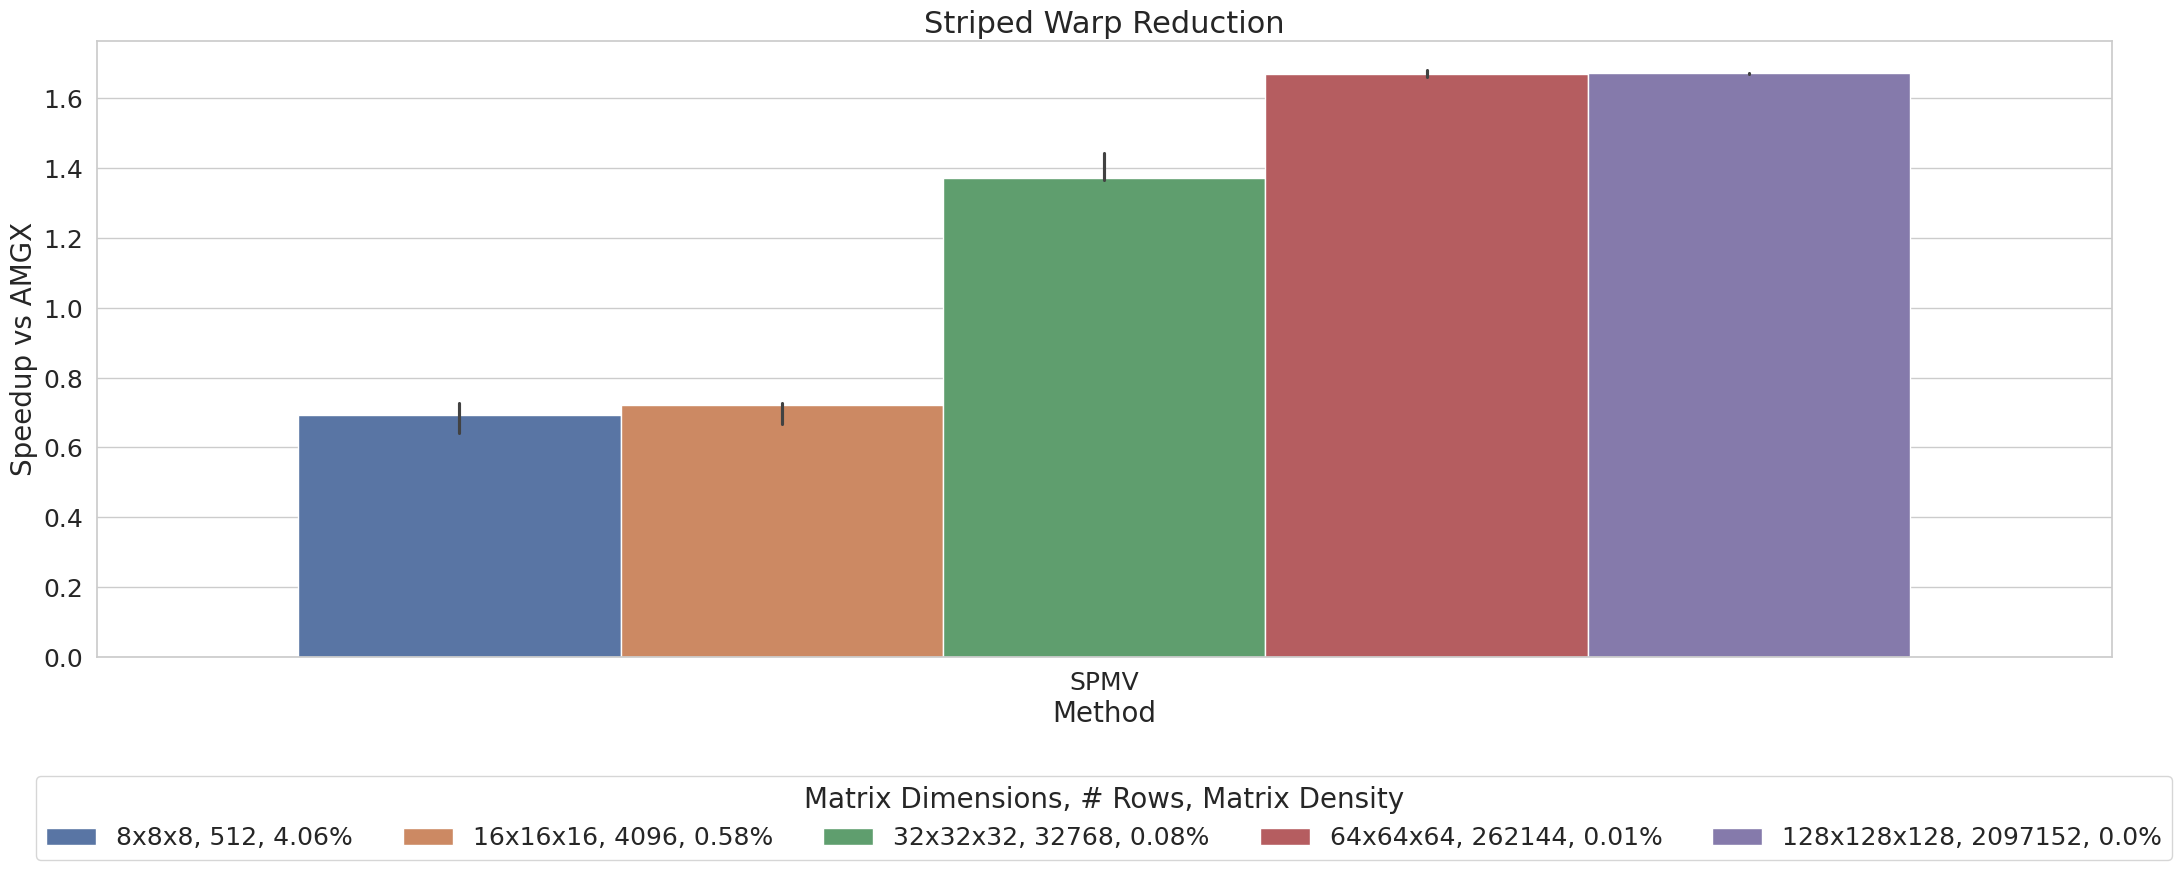 Striped Warp Reduction
Speedup vs AMGX
1.6
1.4
1.2
1.0
0.8
0.6
0.4
0.2
0.0
SPMV
Method
Matrix Dimensions, # Rows, Matrix Density
8x8x8, 512, 4.06%
16x16x16, 4096, 0.58%
32x32x32, 32768, 0.08%
64x64x64, 262144, 0.01%
128x128x128, 2097152, 0.0%